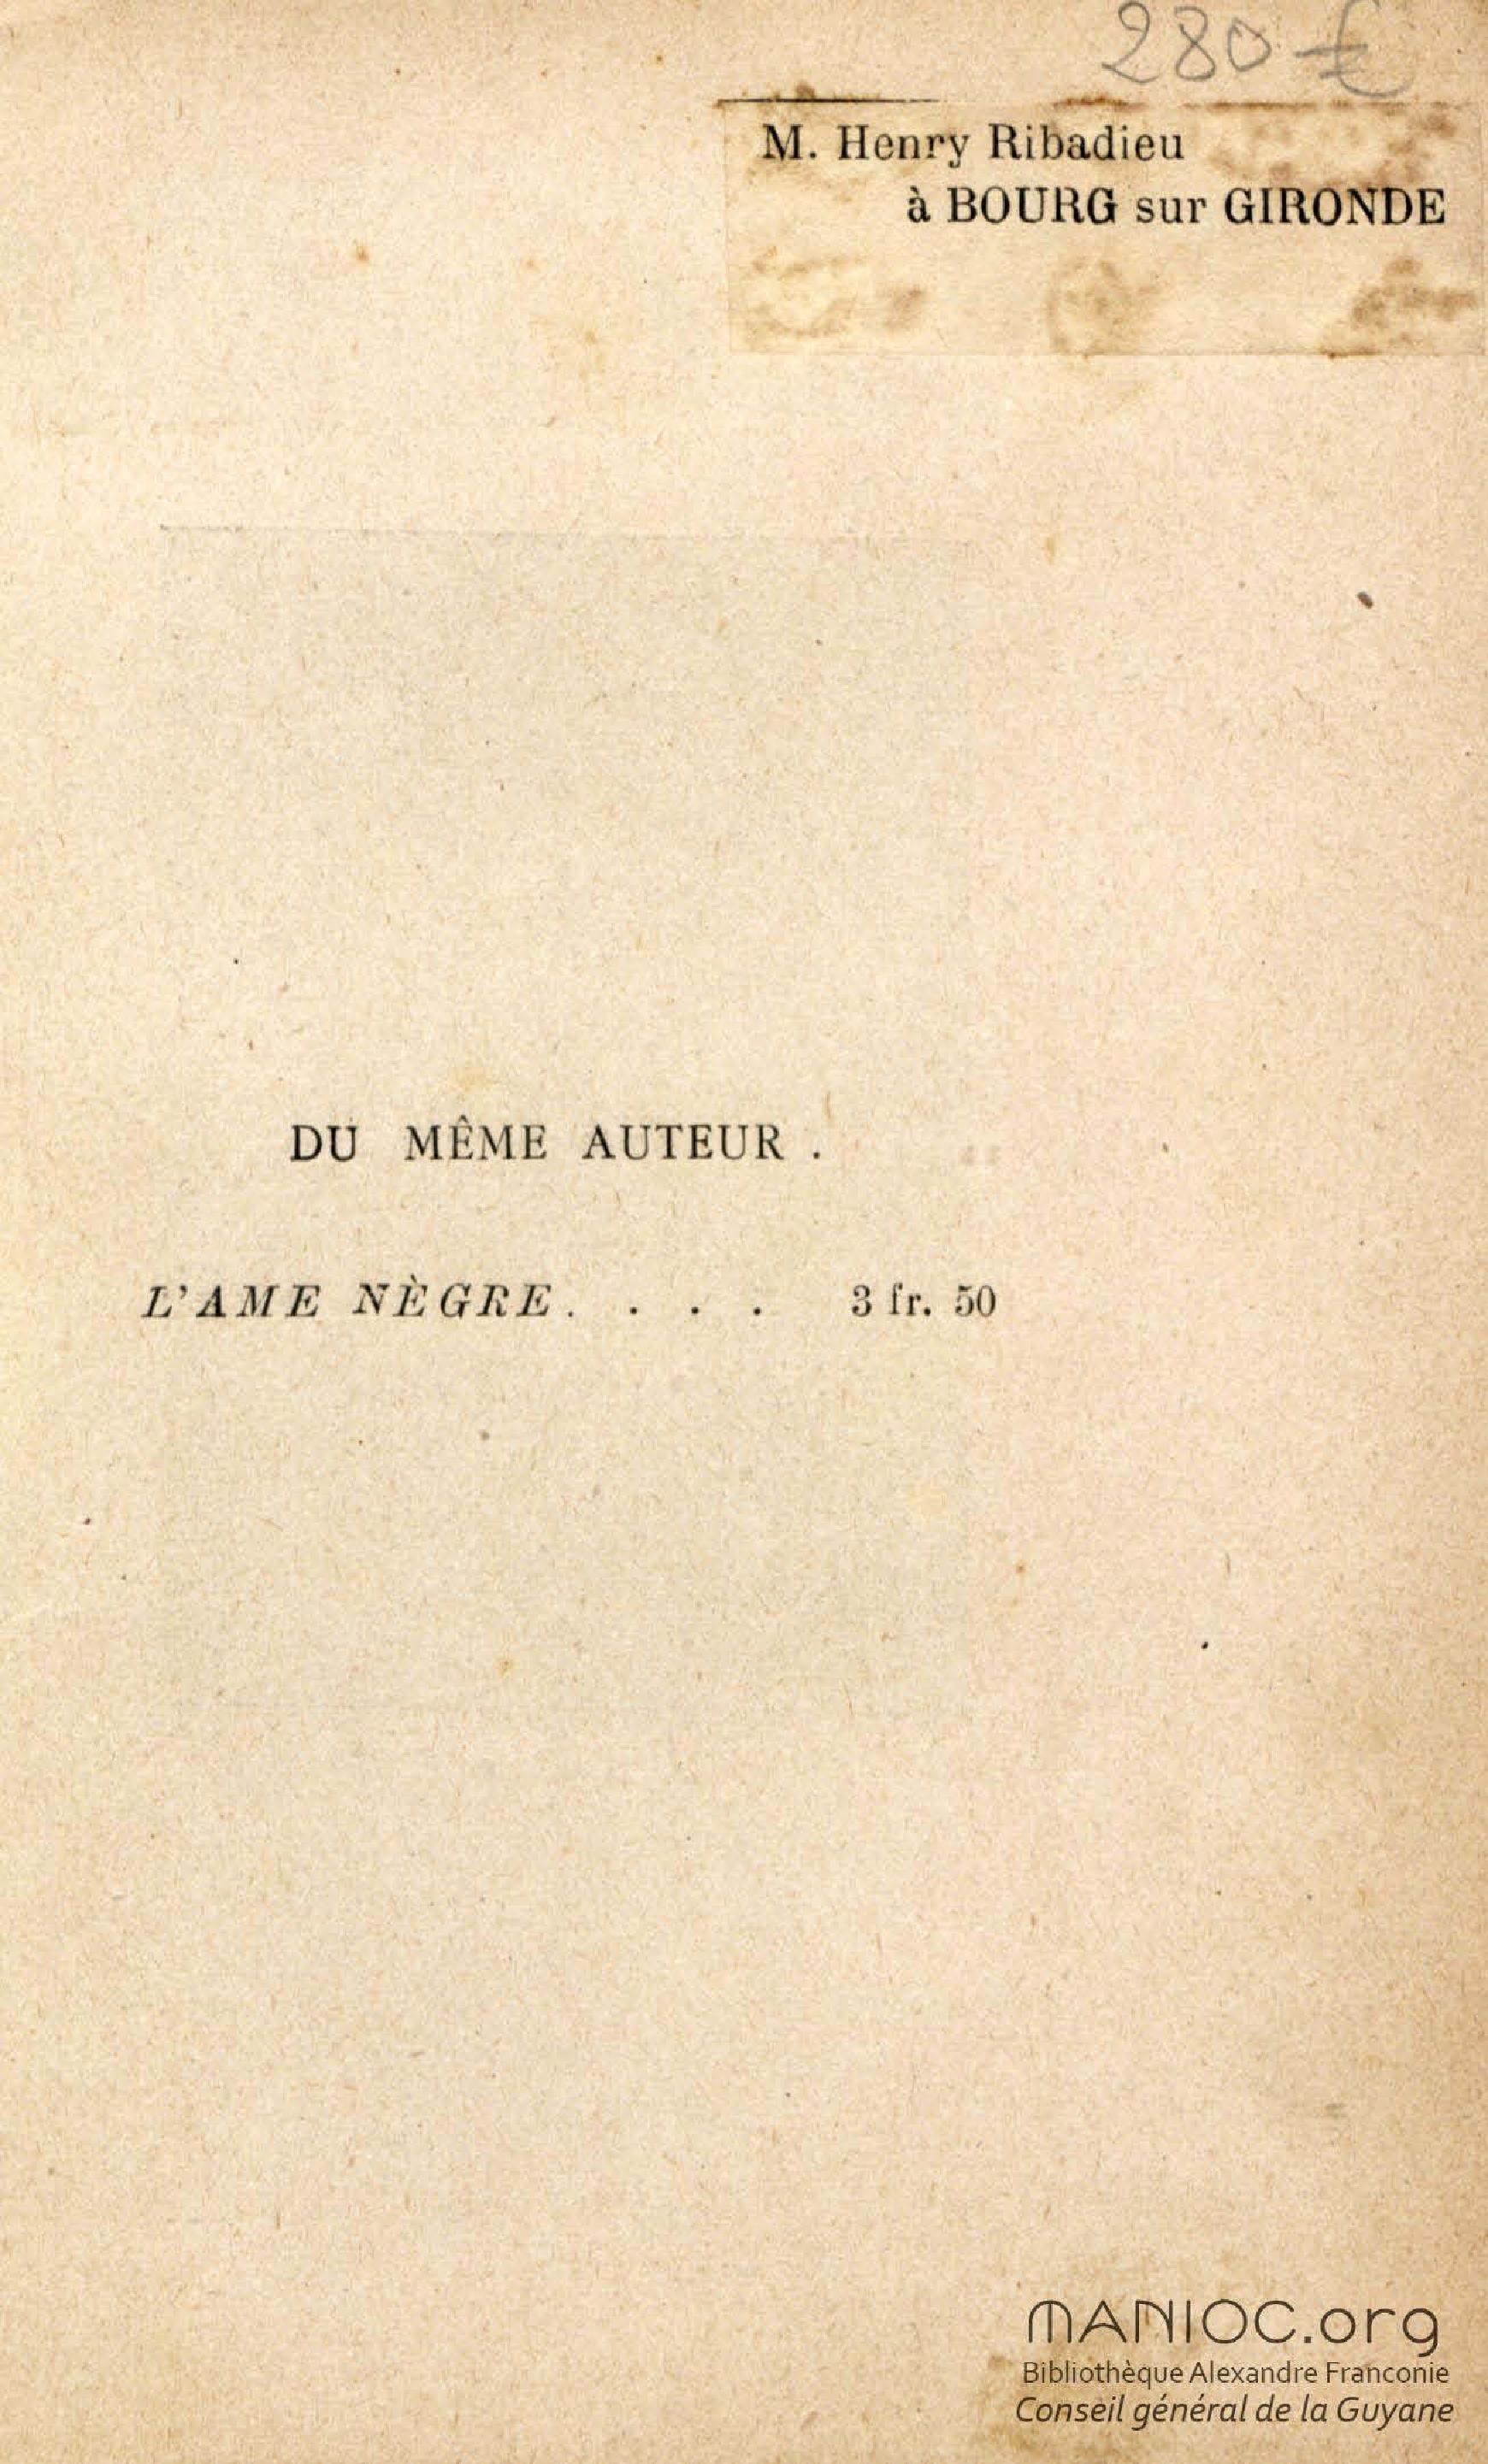 280 €
M. Henry Ribadieu
à BOURG sur GIRONDE
DU MÊME AUTEUR .
L'AME NÈGRE. . . . 3 fr. 50
MANIOC.org
Bibliothèque Alexandre Franconie
Conseil général de la Guyane